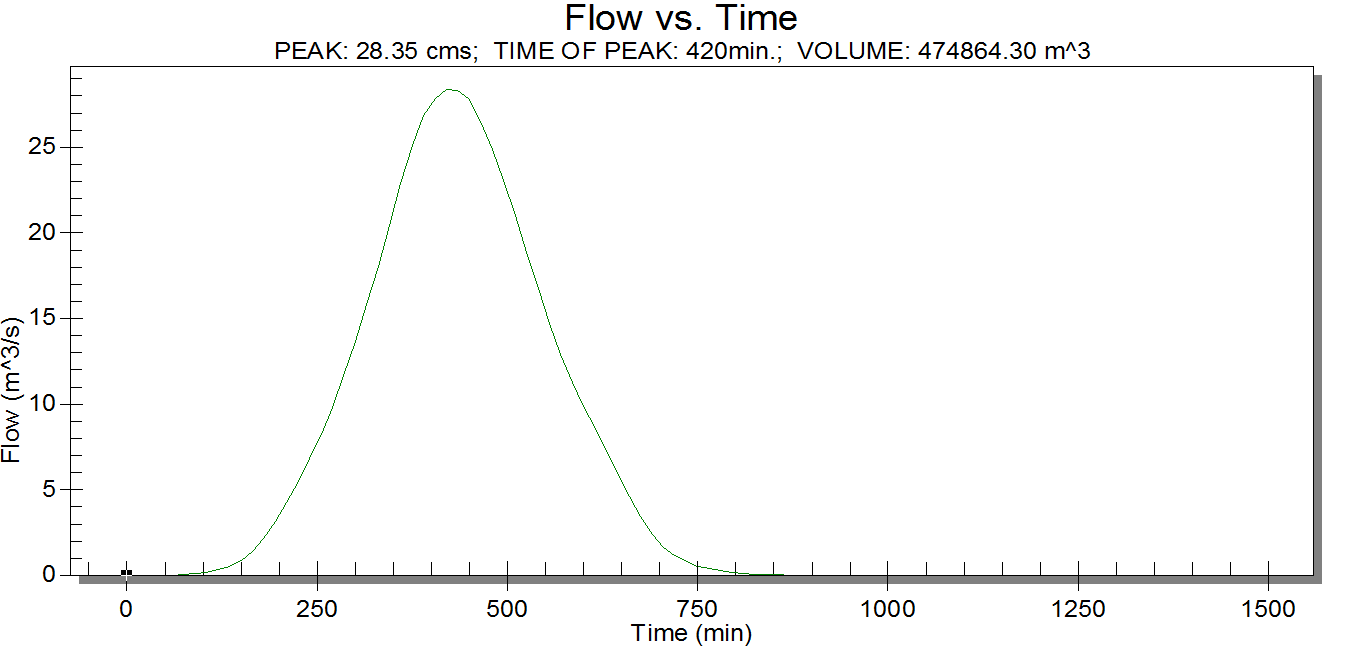 Flow vs. Time
PEAK: 28.35 cms;  TIME OF PEAK: 420min.;  VOLUME: 474864.30 m^3
Flow (m^3/s)
25
20
15
10
5
0
0 250 500 750 1000 1250 1500
Time (min)